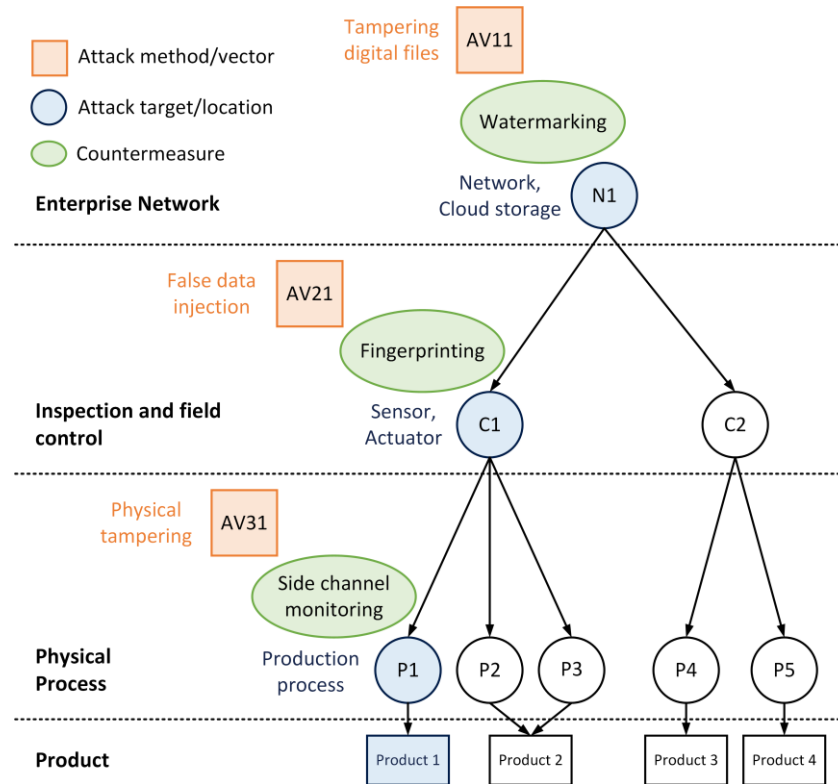 Tampering
digital files
AV11
Attack method/vector
Attack target/location
Countermeasure
Watermarking
Enterprise Network
Network,
Cloud storage
N1
False data
injection
AV21
Fingerprinting
Inspection and field
control
Sensor,
Actuator
C1
C2
Physical
tampering
AV31
Side channel
monitoring
Physical
Process
Production
process
P1
P2
P3
P4
P5
Product
Product 1
Product 2
Product 3
Product 4